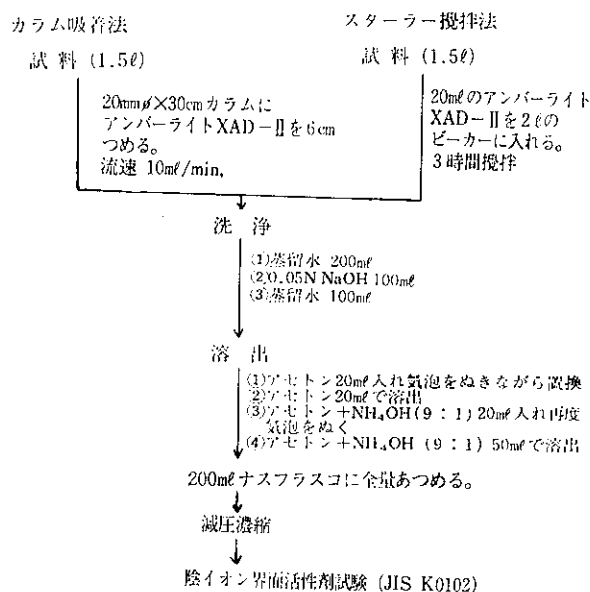 カラム吸着法
試料 (1.5ℓ)
20mmφ×30cmカラムに
アンバーライトXAD-Ⅱを6cm
つめる。
流速 10mℓ/min,
スターラー攪拌法
試料 (1.5ℓ)
20mℓのアンバーライト
XAD-Ⅱを2ℓの
ビーカーに入れる。
3時間攪拌
洗浄
(1)蒸留水 200mℓ
(2)0.05N NaOH 100mℓ
(3)蒸留水 100mℓ
溶出
(1)アセトン20mℓ入れ気泡をぬきながら置換
(2)アセトン20mℓで溶出
(3)アセトン+NH₄OH(9:1)20mℓ入れ再度
気泡をぬく
(4)アセトン+NH₄OH (9:1) 50mℓで溶出
200mℓナスフラスコに全量あつめる。
減圧濃縮
陰イオン界面活性剤試験 (JIS K0102)